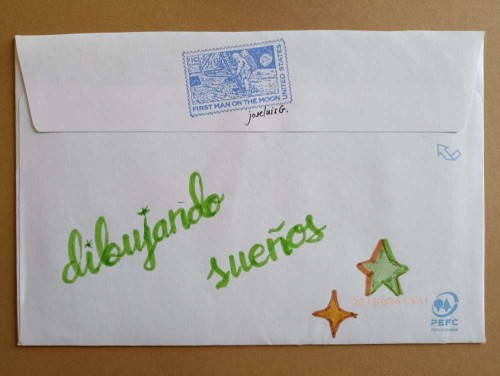 FIRST MAN ON THE MOON
UNITED STATES
joseluisG.
dibujando
sueños
PEFC